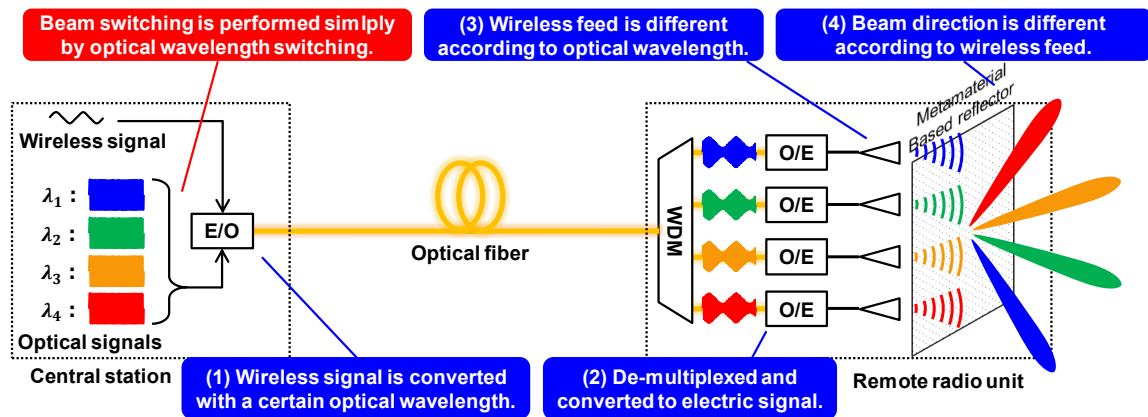 Beam switching is performed simlply
by optical wavelength switching.
(3) Wireless feed is different
according to optical wavelength.
(4) Beam direction is different
according to wireless feed.
Wireless signal
λ1 :
λ2 :
λ3 :
λ4 :
Optical signals
Central station
E/O
Optical fiber
WDM
O/E
O/E
O/E
O/E
Metamaterial
Based reflector
Remote radio unit
(1) Wireless signal is converted
with a certain optical wavelength.
(2) De-multiplexed and
converted to electric signal.